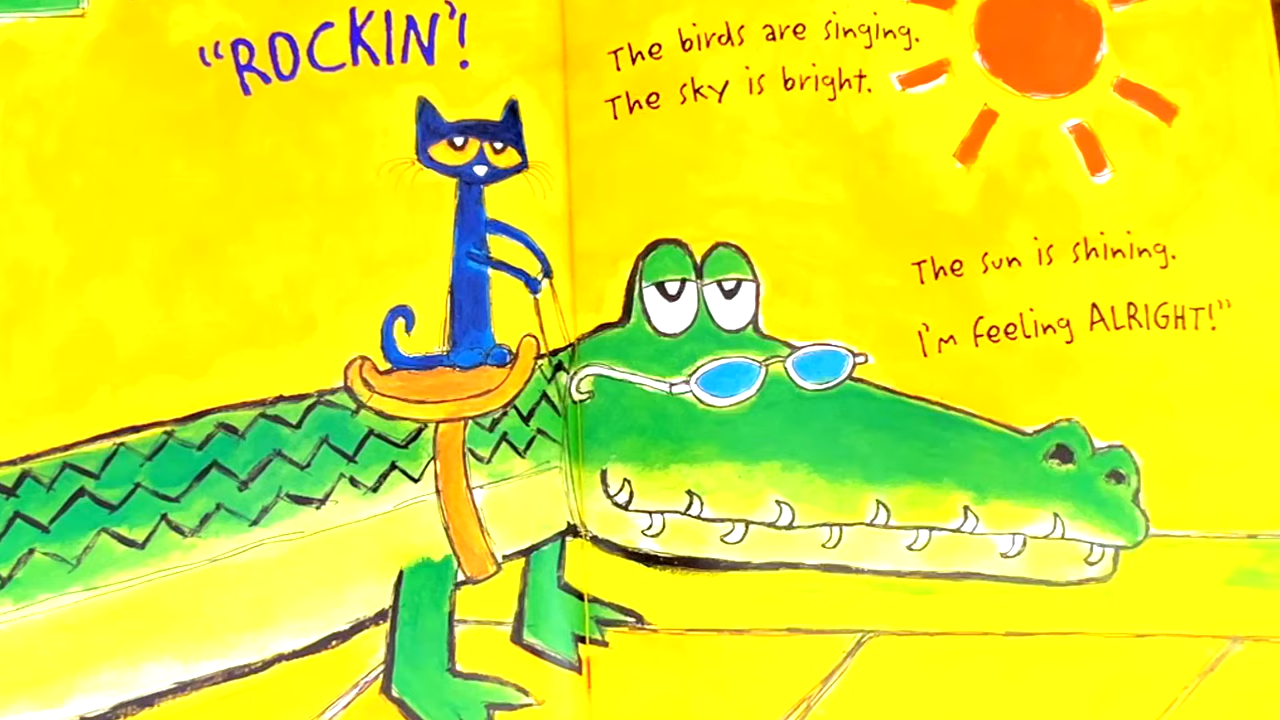 “ROCKIN’!
The birds are singing.
The sky is bright.
The sun is shining.
I’m feeling ALRIGHT!”